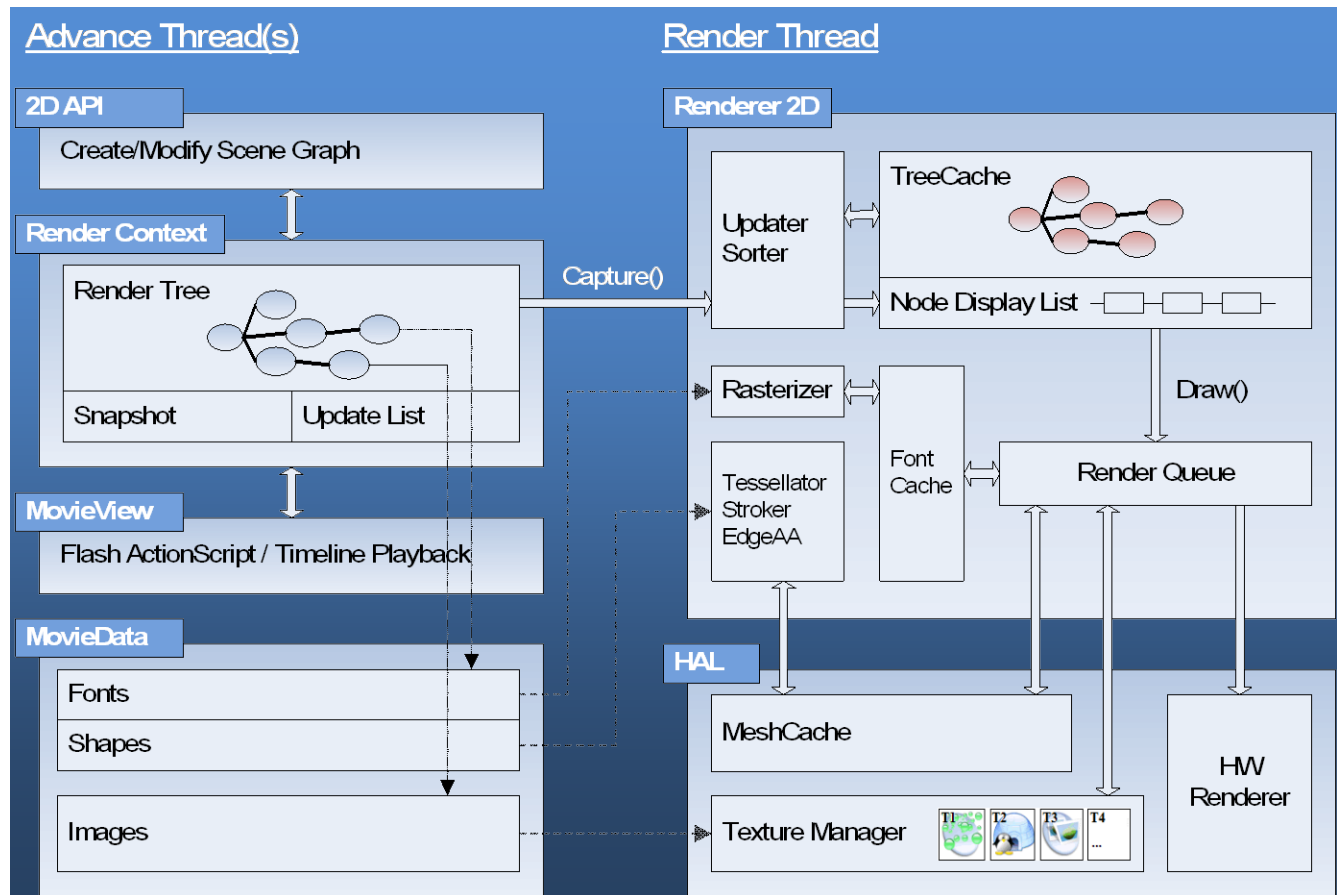 Advance Thread(s)
2D API
Create/Modify Scene Graph
Render Context
Render Tree
Snapshot
Update List
MovieView
Flash ActionScript / Timeline Playback
MovieData
Fonts
Shapes
Images
Capture()
Render Thread
Renderer 2D
Updater
Sorter
TreeCache
Node Display List
Rasterizer
Draw()
Tessellator
Stroker
EdgeAA
Font
Cache
Render Queue
HAL
MeshCache
HW
Renderer
Texture Manager
T1
T2
T3
T4
...